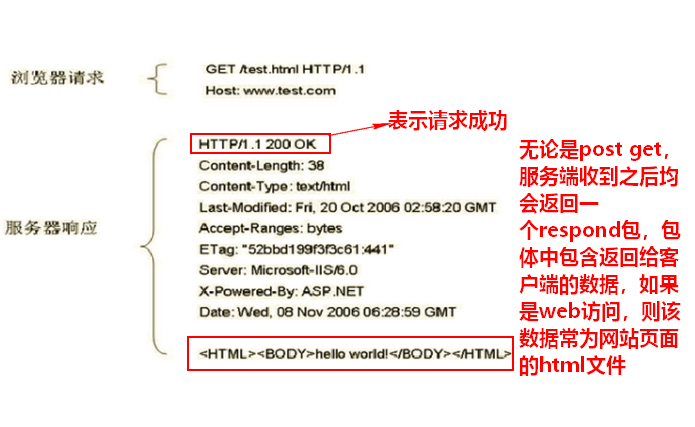 浏览器请求
GET /test.html HTTP/1.1
Host: www.test.com
表示请求成功
服务器响应
HTTP/1.1 200 OK
Content-Length: 38
Content-Type: text/html
Last-Modified: Fri, 20 Oct 2006 02:58:20 GMT
Accept-Ranges: bytes
ETag: "52bbd199f3f3c61:441"
Server: Microsoft-IIS/6.0
X-Powered-By: ASP.NET
Date: Wed, 08 Nov 2006 06:28:59 GMT
<HTML><BODY>hello world!</BODY></HTML>
无论是post get，
服务端收到之后均
会返回一
个respond包，包
体中包含返回给客
户端的数据，如果
是web访问，则该
数据常为网站页面
的html文件